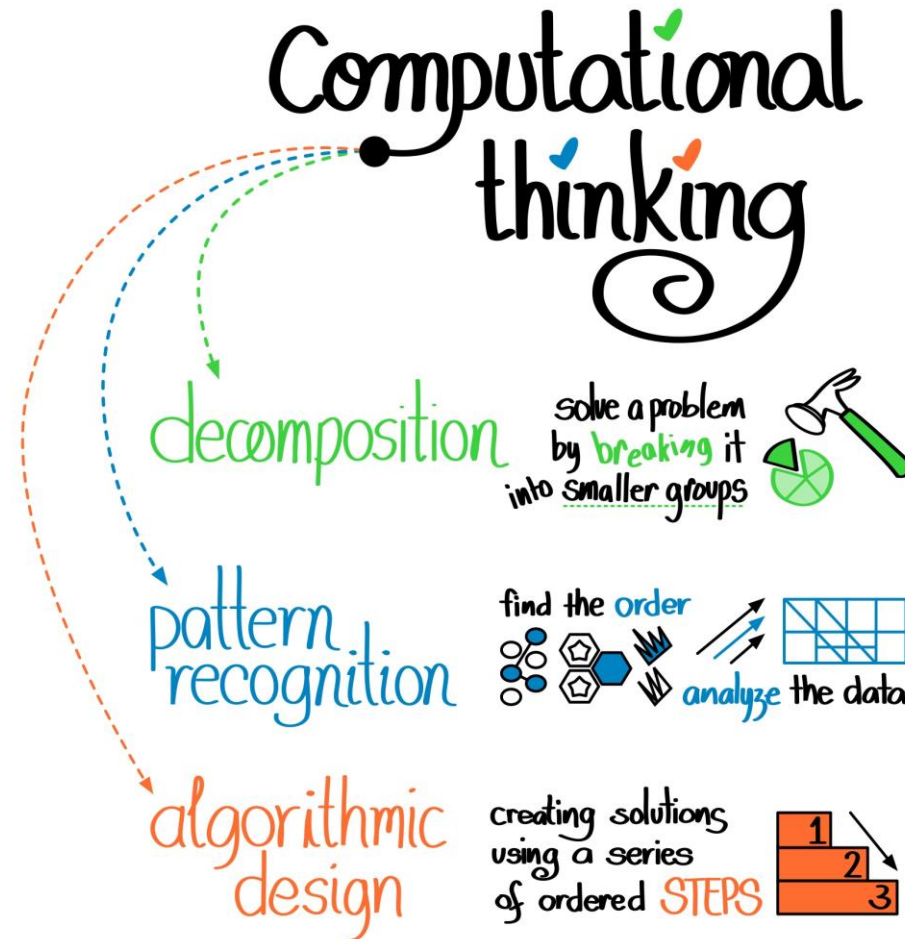 Computational
thinking
decomposition
solve a problem
by breaking it
into smaller groups
pattern
recognition
find the order
analyze the data
algorithmic
design
creating solutions
using a series
of ordered STEPS
1
2
3